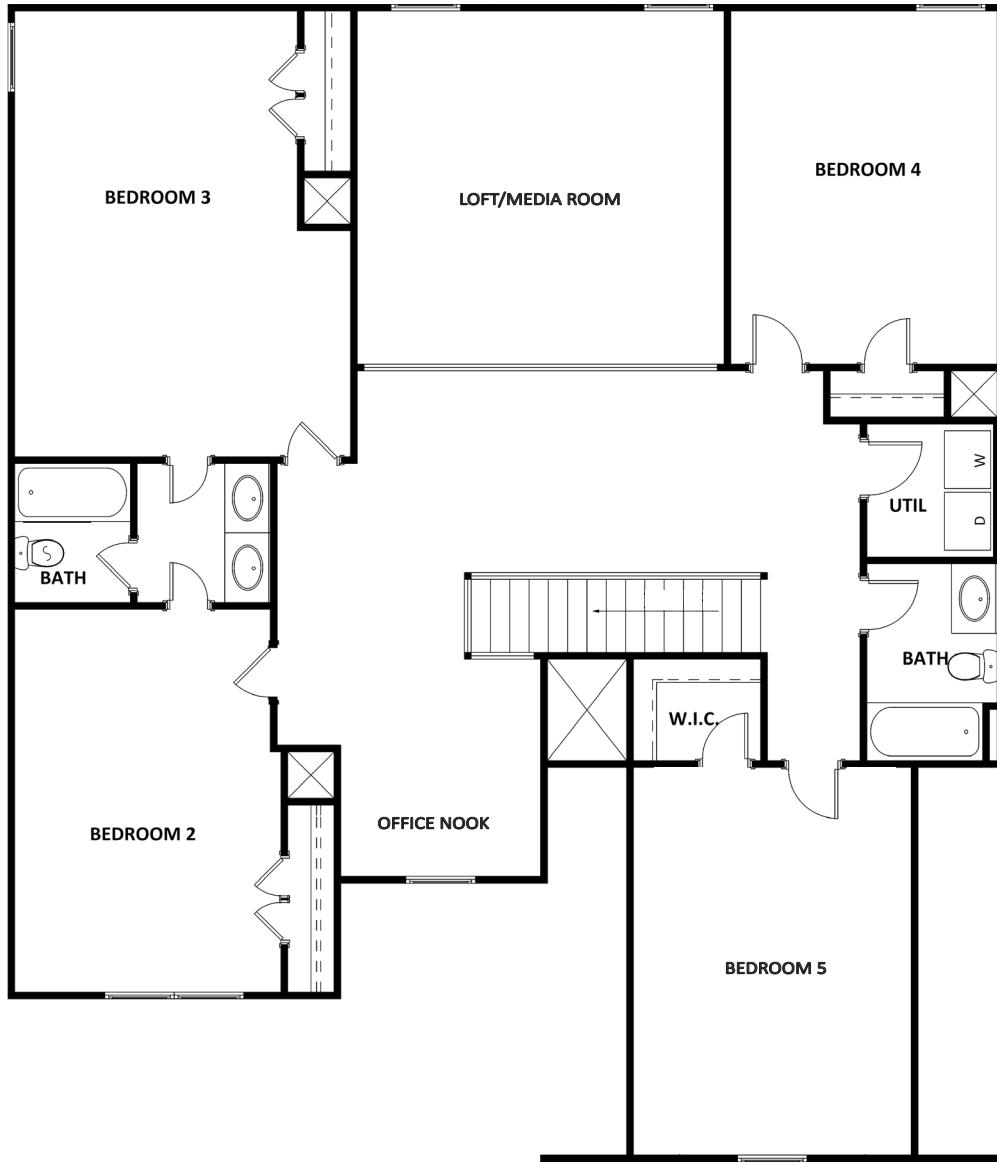 BEDROOM 4
BEDROOM 3
LOFT/MEDIA ROOM
W
UTIL
D
BATH
BATH
W.I.C.
OFFICE NOOK
BEDROOM 2
BEDROOM 5